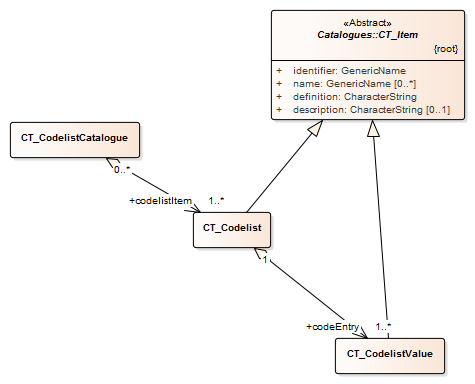 «Abstract»
Catalogues::CT_Item
{root}
+ identifier: GenericName
+ name: GenericName [0..*]
+ definition: CharacterString
+ description: CharacterString [0..1]
CT_CodelistCatalogue
0..*
+codelistItem
1..*
CT_Codelist
1
+codeEntry
1..*
CT_CodelistValue